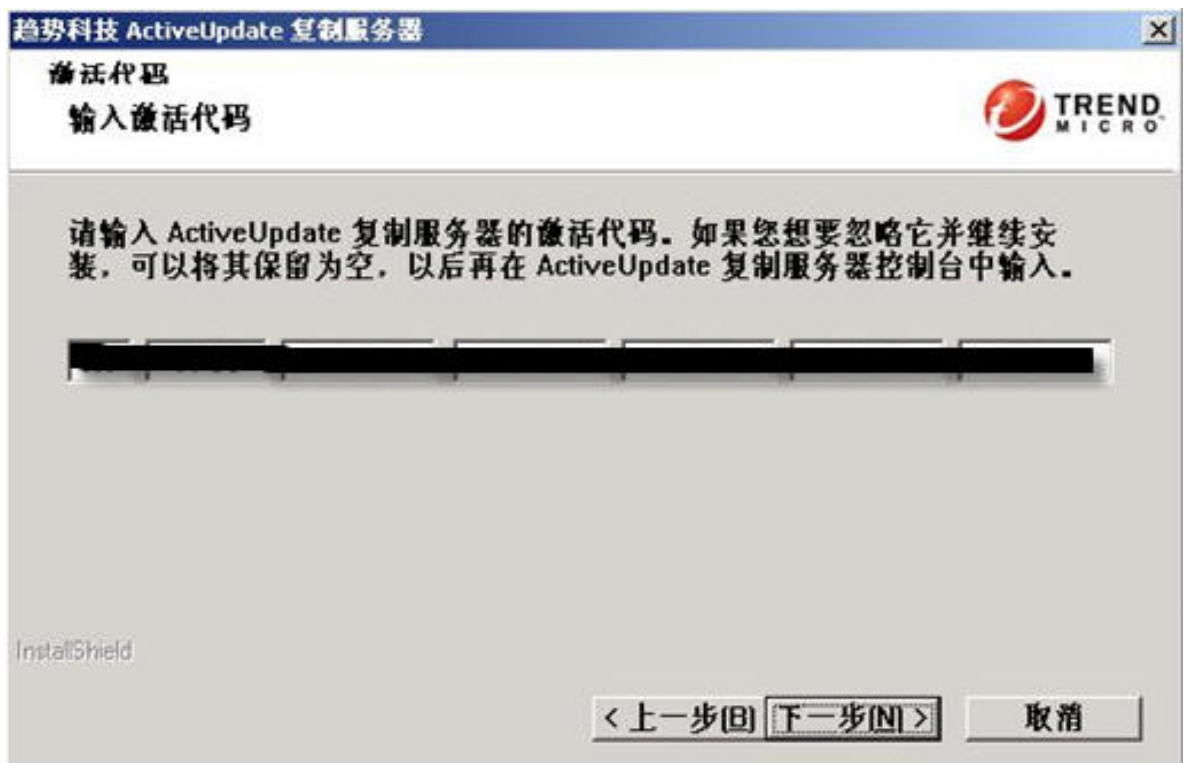 趋势科技 ActiveUpdate 复制服务器
激活代码
输入激活代码
TREND
MICRO
请输入 ActiveUpdate 复制服务器的激活代码。如果您想要忽略它并继续安
装，可以将其保留为空，以后再在 ActiveUpdate 复制服务器控制台中输入。
InstallShield
< 上一步(B) 下一步(N) > 取消